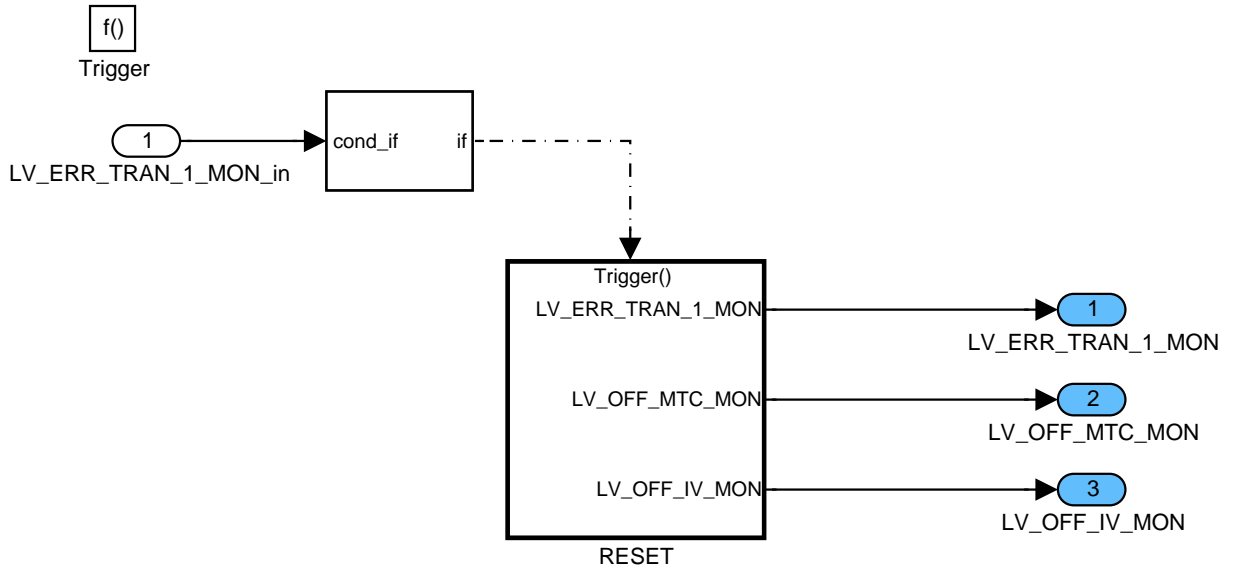 f()
Trigger
1
cond_if
if
LV_ERR_TRAN_1_MON_in
Trigger()
LV_ERR_TRAN_1_MON
1
LV_ERR_TRAN_1_MON
LV_OFF_MTC_MON
2
LV_OFF_MTC_MON
LV_OFF_IV_MON
3
LV_OFF_IV_MON
RESET